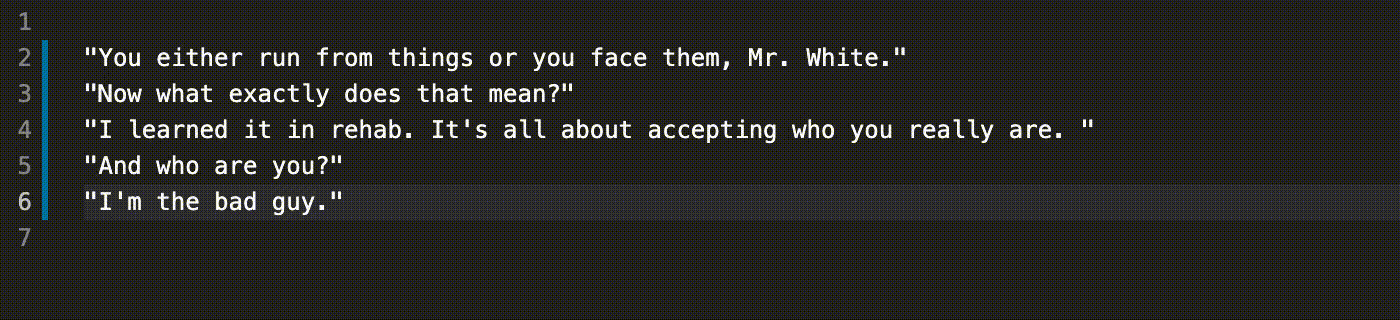 1
2 "You either run from things or you face them, Mr. White."
3 "Now what exactly does that mean?"
4 "I learned it in rehab. It's all about accepting who you really are. "
5 "And who are you?"
6 "I'm the bad guy."
7